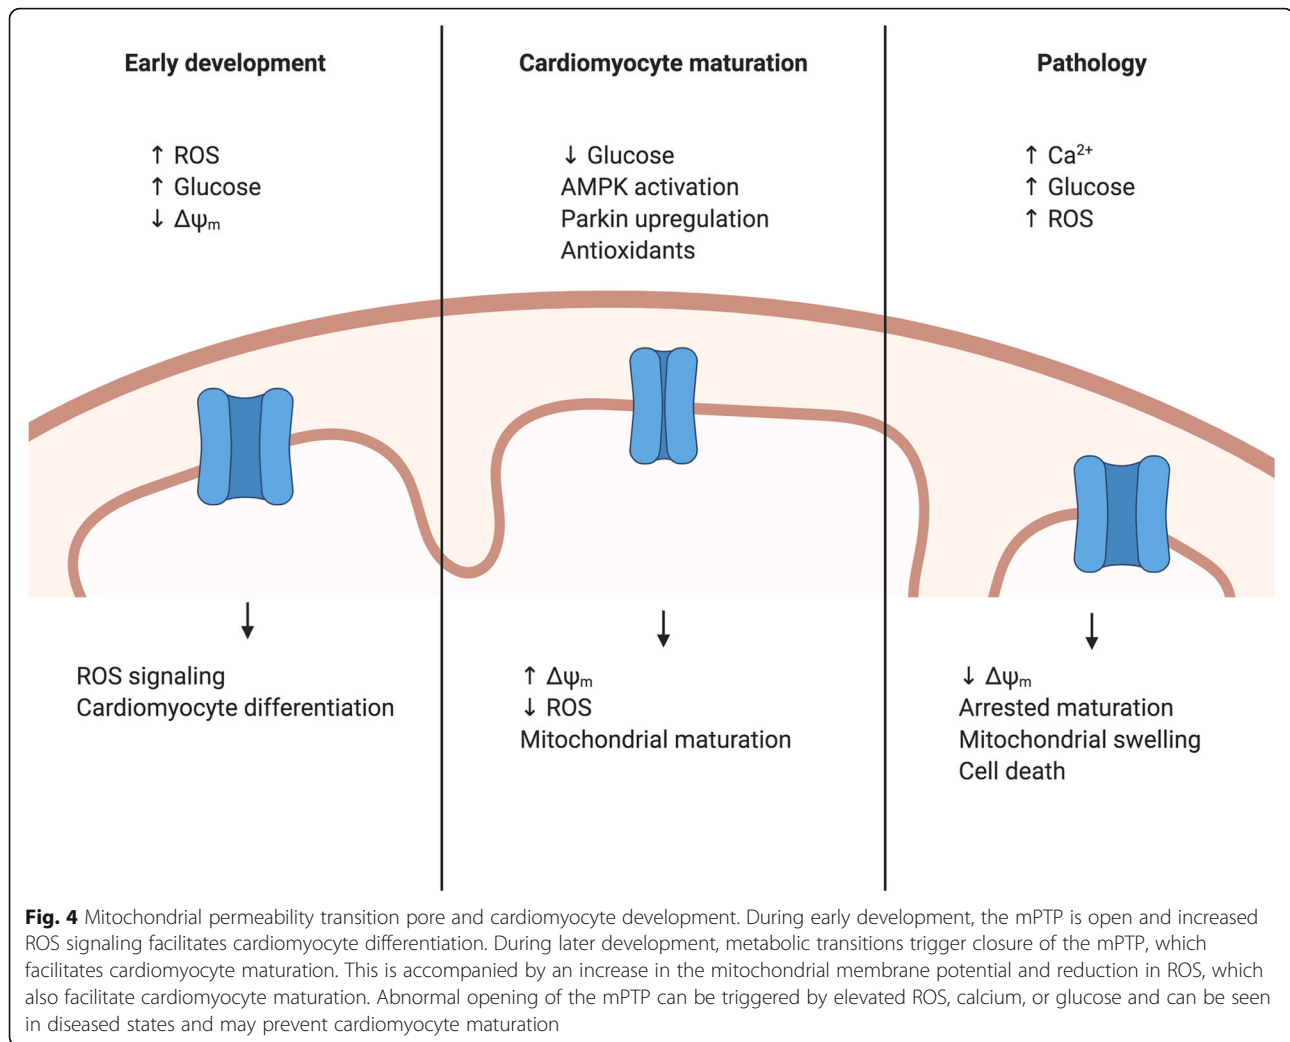 Early development
↑ ROS
↑ Glucose
↓ Δψm
ROS signaling
Cardiomyocyte differentiation
Cardiomyocyte maturation
↓ Glucose
AMPK activation
Parkin upregulation
Antioxidants
↑ Δψm
↓ ROS
Mitochondrial maturation
Pathology
↑ Ca²⁺
↑ Glucose
↑ ROS
↓ Δψm
Arrested maturation
Mitochondrial swelling
Cell death
Fig. 4 Mitochondrial permeability transition pore and cardiomyocyte development. During early development, the mPTP is open and increased
ROS signaling facilitates cardiomyocyte differentiation. During later development, metabolic transitions trigger closure of the mPTP, which
facilitates cardiomyocyte maturation. This is accompanied by an increase in the mitochondrial membrane potential and reduction in ROS, which
also facilitate cardiomyocyte maturation. Abnormal opening of the mPTP can be triggered by elevated ROS, calcium, or glucose and can be seen
in diseased states and may prevent cardiomyocyte maturation